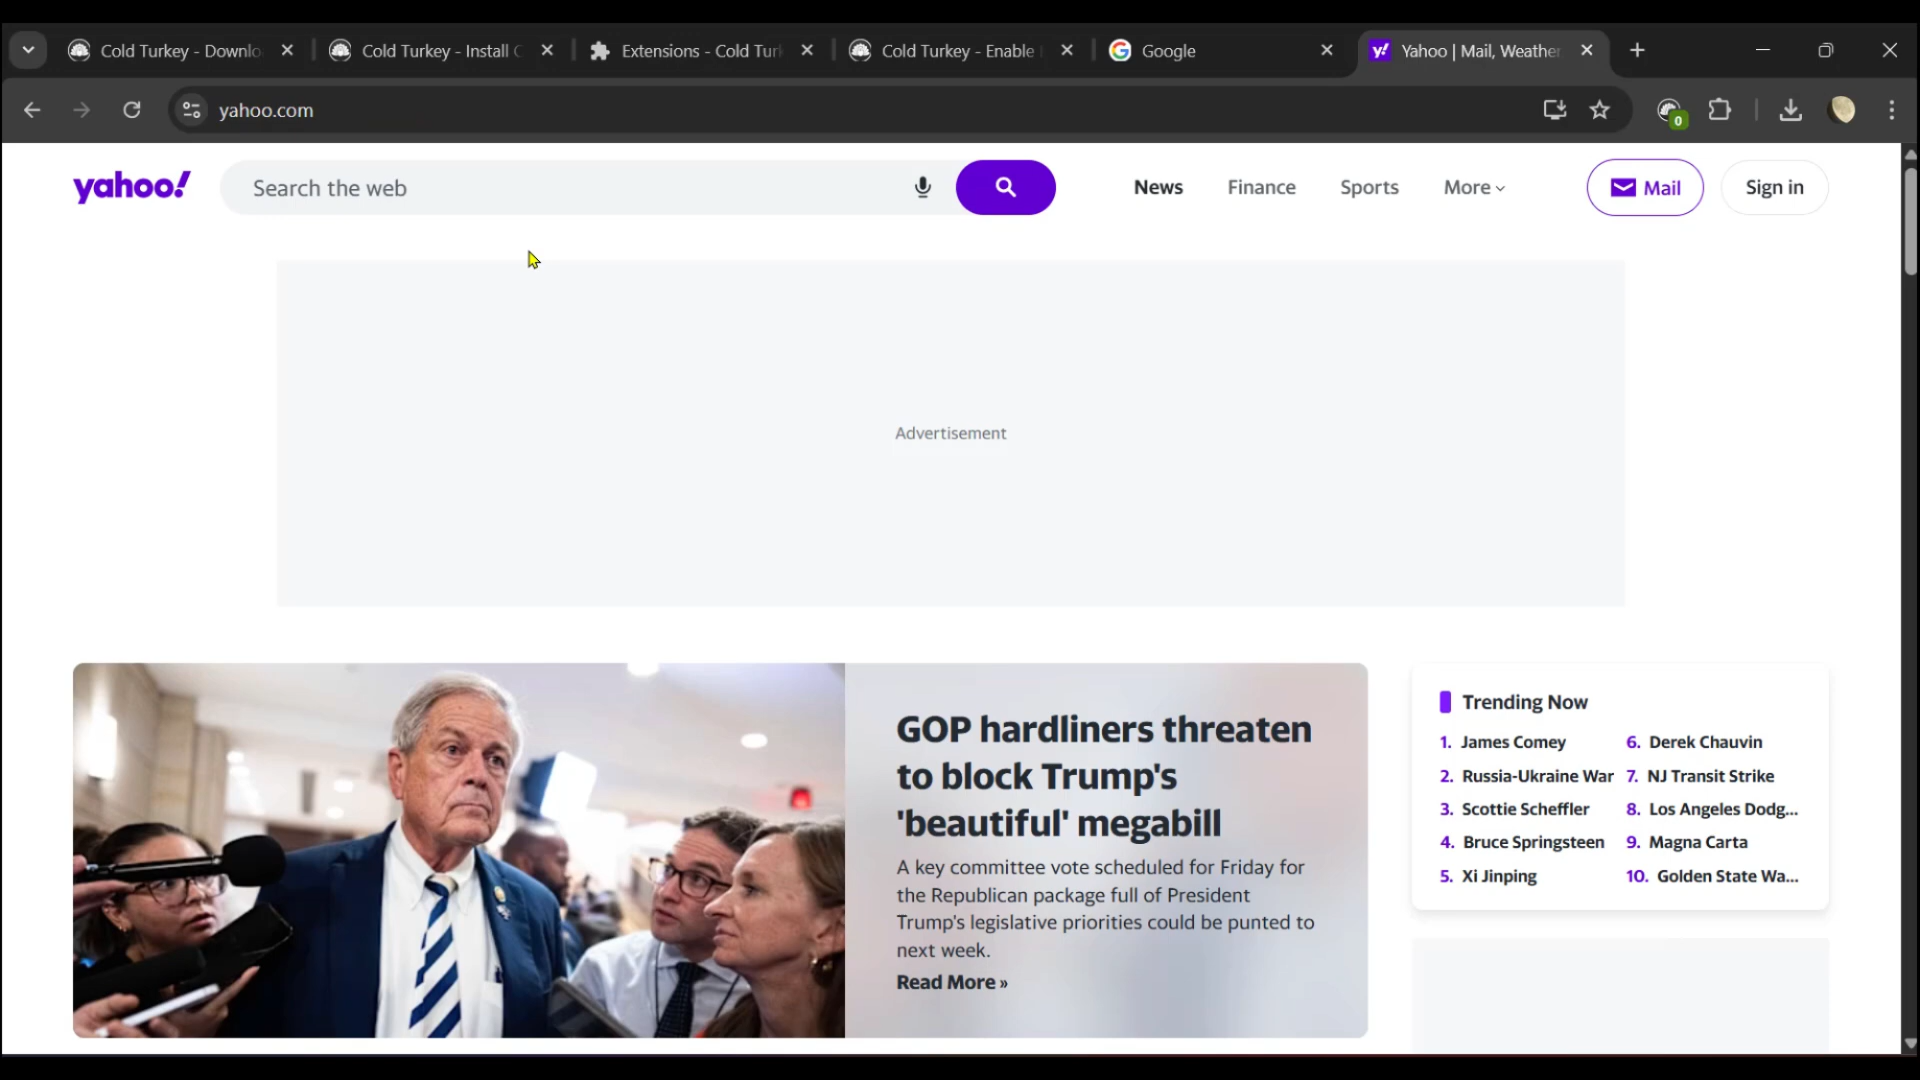 Cold Turkey - Downlo
Cold Turkey - Install C
Extensions - Cold Turk
Cold Turkey - Enable
Google
Yahoo | Mail, Weather
yahoo.com
0
yahoo!
Search the web
News
Finance
Sports
More
Mail
Sign in
Advertisement
GOP hardliners threaten
to block Trump's
'beautiful' megabill
A key committee vote scheduled for Friday for
the Republican package full of President
Trump's legislative priorities could be punted to
next week.
Read More »
Trending Now
1. James Comey
2. Russia-Ukraine War
3. Scottie Scheffler
4. Bruce Springsteen
5. Xi Jinping
6. Derek Chauvin
7. NJ Transit Strike
8. Los Angeles Dodg...
9. Magna Carta
10. Golden State Wa...